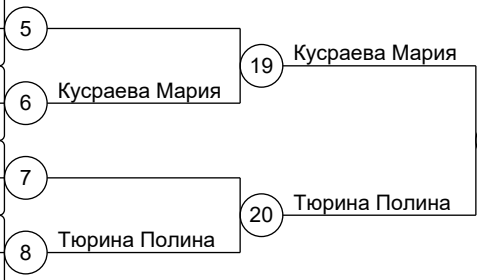 5
19 Кусраева Мария
6 Кусраева Мария
7
20 Тюрина Полина
8 Тюрина Полина